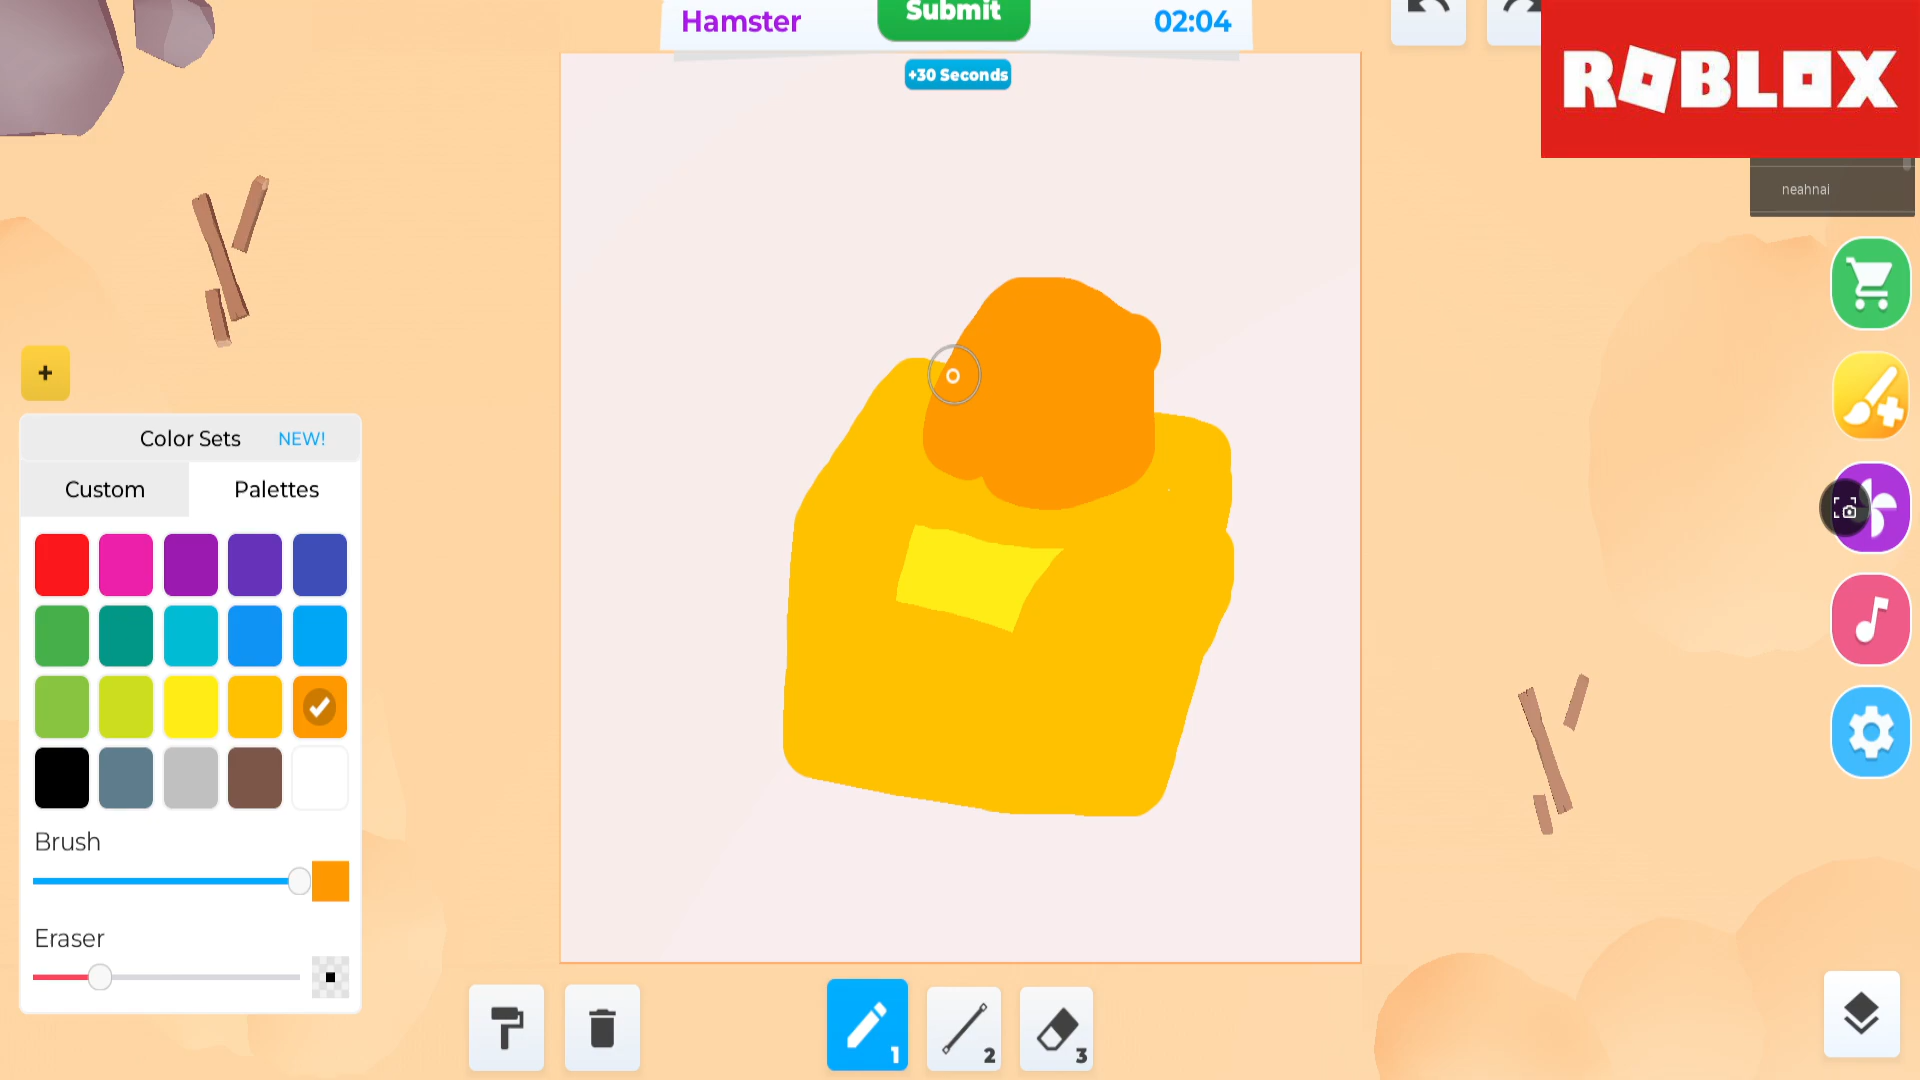 Hamster
Submit
02:04
+30 Seconds
ROBLOX
neahnai
+
Color Sets
NEW!
Custom
Palettes
Brush
Eraser
1
2
3